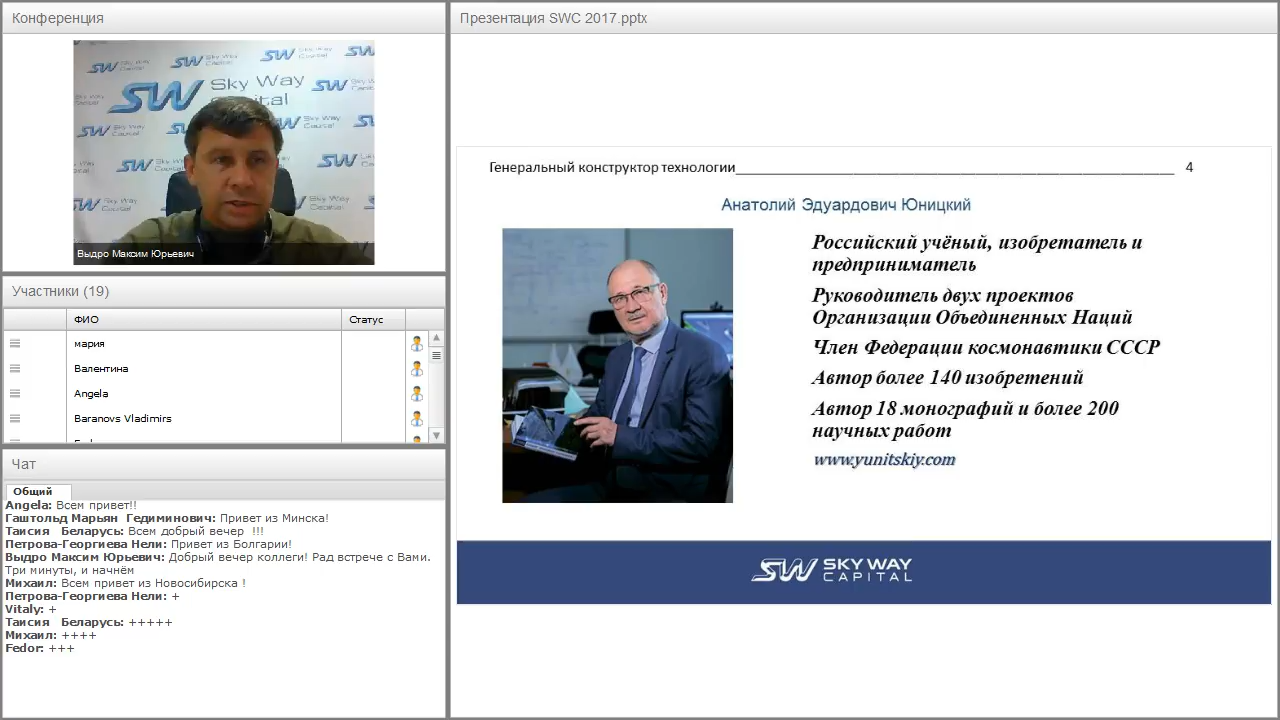 Конференция
SW Sky Way Capital
Выдро Максим Юрьевич
Участники (19)
ФИО
Статус
мария
Валентина
Angela
Baranovs Vladimirs
Чат
Общий
Angela: Всем привет!!
Гаштольд Марьян Гедиминович: Привет из Минска!
Таисия Беларусь: Всем добрый вечер !!!
Петрова-Георгиева Нели: Привет из Болгарии!
Выдро Максим Юрьевич: Добрый вечер коллеги! Рад встрече с Вами.
Три минуты, и начнём
Михаил: Всем привет из Новосибирска !
Петрова-Георгиева Нели: +
Vitaly: +
Таисия Беларусь: +++++
Михаил: ++++
Fedor: +++
Презентация SWC 2017.pptx
Генеральный конструктор технологии 4
Анатолий Эдуардович Юницкий
Российский учёный, изобретатель и
предприниматель
Руководитель двух проектов
Организации Объединенных Наций
Член Федерации космонавтики СССР
Автор более 140 изобретений
Автор 18 монографий и более 200
научных работ
www.yunitskiy.com
SW SKY WAY
CAPITAL